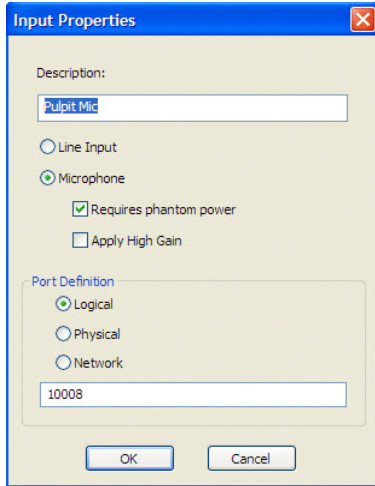 Input Properties
Description:
Pulpit Mic
Line Input
Microphone
Requires phantom power
Apply High Gain
Port Definition
Logical
Physical
Network
10008
OK Cancel